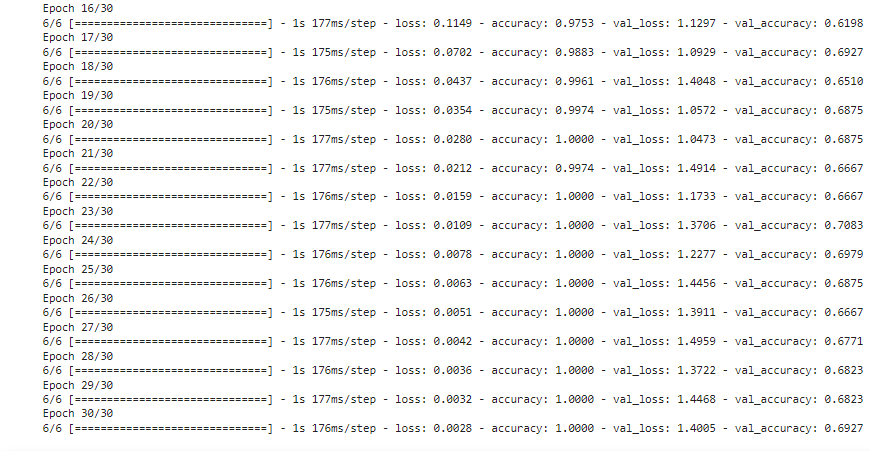 Epoch 16/30
6/6 [==============================] - 1s 177ms/step - loss: 0.1149 - accuracy: 0.9753 - val_loss: 1.1297 - val_accuracy: 0.6198
Epoch 17/30
6/6 [==============================] - 1s 175ms/step - loss: 0.0702 - accuracy: 0.9883 - val_loss: 1.0929 - val_accuracy: 0.6927
Epoch 18/30
6/6 [==============================] - 1s 176ms/step - loss: 0.0437 - accuracy: 0.9961 - val_loss: 1.4048 - val_accuracy: 0.6510
Epoch 19/30
6/6 [==============================] - 1s 175ms/step - loss: 0.0354 - accuracy: 0.9974 - val_loss: 1.0572 - val_accuracy: 0.6875
Epoch 20/30
6/6 [==============================] - 1s 177ms/step - loss: 0.0280 - accuracy: 1.0000 - val_loss: 1.0473 - val_accuracy: 0.6875
Epoch 21/30
6/6 [==============================] - 1s 177ms/step - loss: 0.0212 - accuracy: 0.9974 - val_loss: 1.4914 - val_accuracy: 0.6667
Epoch 22/30
6/6 [==============================] - 1s 176ms/step - loss: 0.0159 - accuracy: 1.0000 - val_loss: 1.1733 - val_accuracy: 0.6667
Epoch 23/30
6/6 [==============================] - 1s 177ms/step - loss: 0.0109 - accuracy: 1.0000 - val_loss: 1.3706 - val_accuracy: 0.7083
Epoch 24/30
6/6 [==============================] - 1s 176ms/step - loss: 0.0078 - accuracy: 1.0000 - val_loss: 1.2277 - val_accuracy: 0.6979
Epoch 25/30
6/6 [==============================] - 1s 176ms/step - loss: 0.0063 - accuracy: 1.0000 - val_loss: 1.4456 - val_accuracy: 0.6875
Epoch 26/30
6/6 [==============================] - 1s 175ms/step - loss: 0.0051 - accuracy: 1.0000 - val_loss: 1.3911 - val_accuracy: 0.6667
Epoch 27/30
6/6 [==============================] - 1s 177ms/step - loss: 0.0042 - accuracy: 1.0000 - val_loss: 1.4959 - val_accuracy: 0.6771
Epoch 28/30
6/6 [==============================] - 1s 176ms/step - loss: 0.0036 - accuracy: 1.0000 - val_loss: 1.3722 - val_accuracy: 0.6823
Epoch 29/30
6/6 [==============================] - 1s 177ms/step - loss: 0.0032 - accuracy: 1.0000 - val_loss: 1.4468 - val_accuracy: 0.6823
Epoch 30/30
6/6 [==============================] - 1s 176ms/step - loss: 0.0028 - accuracy: 1.0000 - val_loss: 1.4005 - val_accuracy: 0.6927